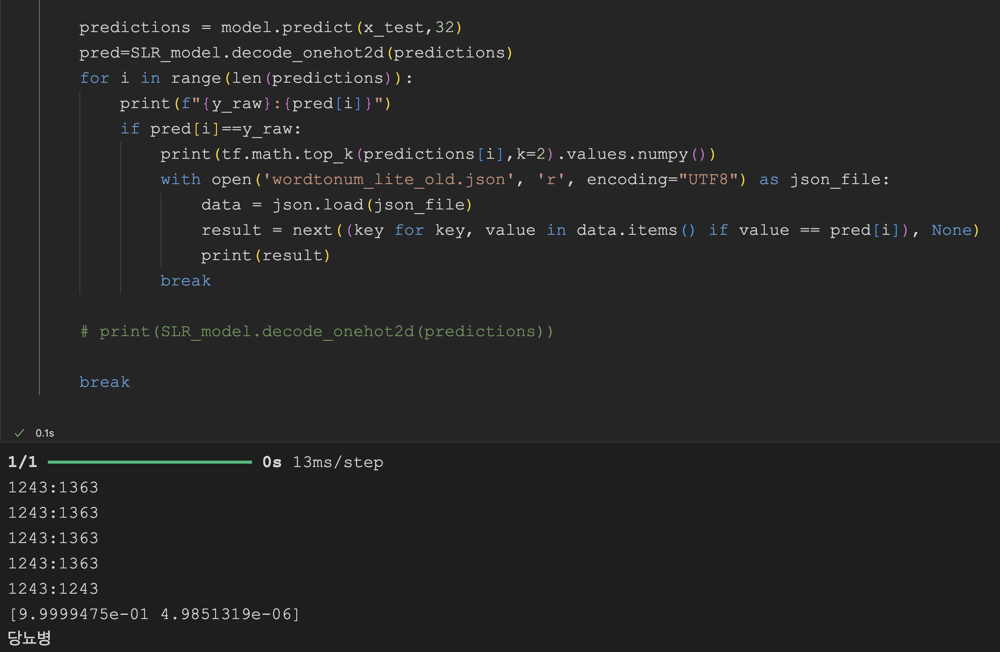 predictions = model.predict(x_test,32)
pred=SLR_model.decode_onehot2d(predictions)
for i in range(len(predictions)):
print(f"{y_raw}:{pred[i]}")
if pred[i]==y_raw:
print(tf.math.top_k(predictions[i],k=2).values.numpy())
with open('wordtonum_lite_old.json', 'r', encoding="UTF8") as json_file:
data = json.load(json_file)
result = next((key for key, value in data.items() if value == pred[i]), None)
print(result)
break
# print(SLR_model.decode_onehot2d(predictions))
break
✓ 0.1s
1/1 0s 13ms/step
1243:1363
1243:1363
1243:1363
1243:1363
1243:1243
[9.9999475e-01 4.9851319e-06]
당뇨병